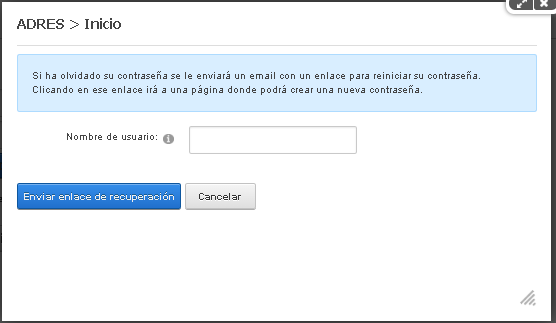 ADRES > Inicio
Si ha olvidado su contraseña se le enviará un email con un enlace para reiniciar su contraseña.
Clicando en ese enlace irá a una página donde podrá crear una nueva contraseña.
Nombre de usuario:
Enviar enlace de recuperación Cancelar